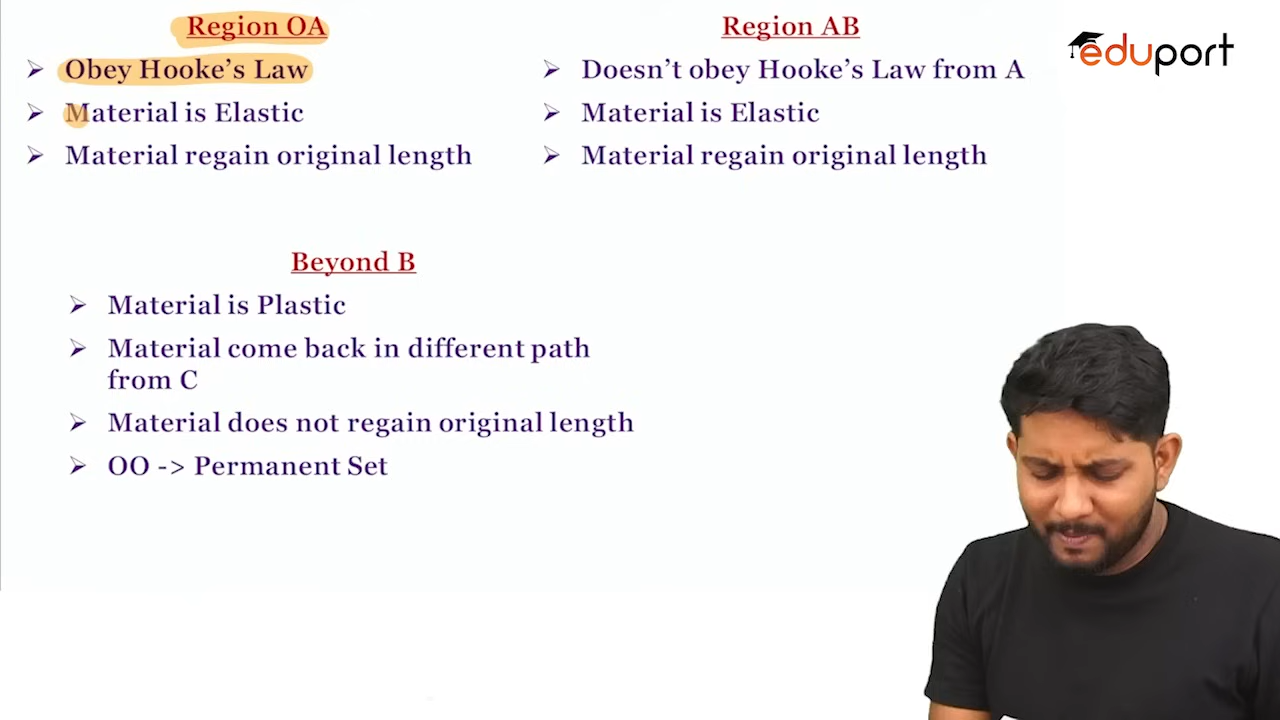 Region OA
➢ Obey Hooke's Law
➢ Material is Elastic
➢ Material regain original length
Region AB
➢ Doesn't obey Hooke's Law from A
➢ Material is Elastic
➢ Material regain original length
eduport
Beyond B
➢ Material is Plastic
➢ Material come back in different path
from C
➢ Material does not regain original length
➢ OO -> Permanent Set